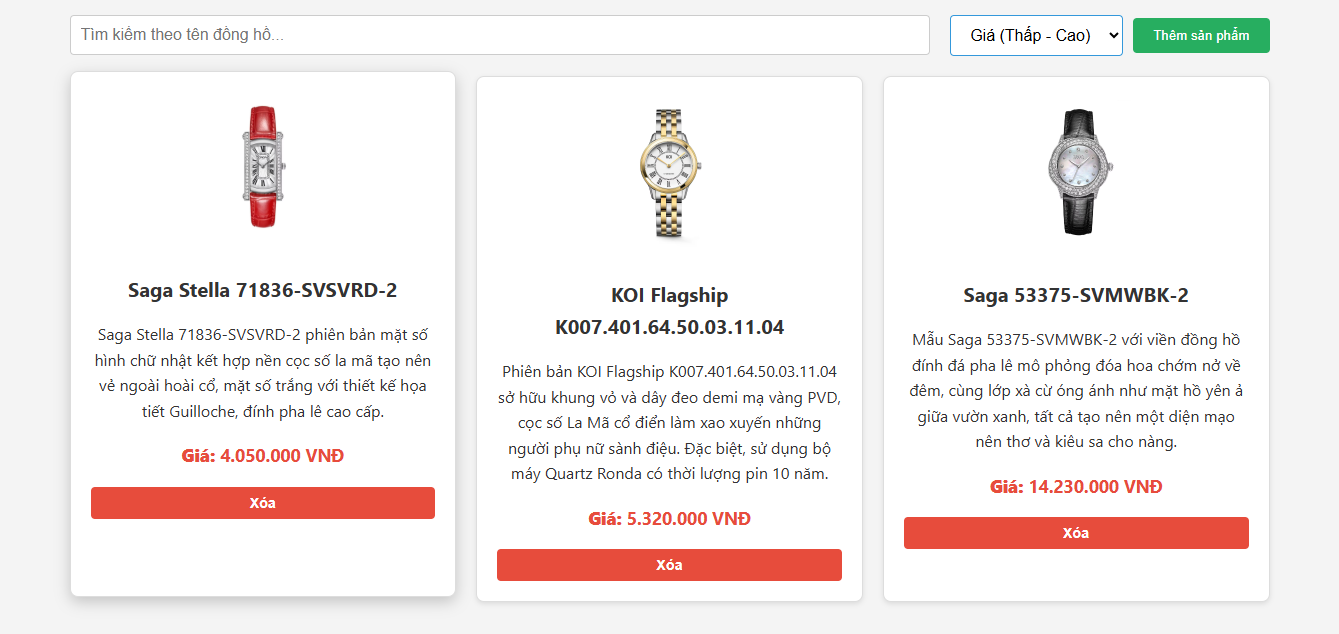 Tìm kiếm theo tên đồng hồ...
Giá (Thấp - Cao)
Thêm sản phẩm
Saga Stella 71836-SVSVRD-2
Saga Stella 71836-SVSVRD-2 phiên bản mặt số
hình chữ nhật kết hợp nền cọc số la mã tạo nên
vẻ ngoài hoài cổ, mặt số trắng với thiết kế họa
tiết Guilloche, đính pha lê cao cấp.
Giá: 4.050.000 VNĐ
Xóa
KOI
KOI Flagship
K007.401.64.50.03.11.04
Phiên bản KOI Flagship K007.401.64.50.03.11.04
sở hữu khung vỏ và dây đeo demi mạ vàng PVD,
cọc số La Mã cổ điển làm xao xuyến những
người phụ nữ sành điệu. Đặc biệt, sử dụng bộ
máy Quartz Ronda có thời lượng pin 10 năm.
Giá: 5.320.000 VNĐ
Xóa
Saga 53375-SVMWBK-2
Mẫu Saga 53375-SVMWBK-2 với viền đồng hồ
đính đá pha lê mô phỏng đóa hoa chớm nở về
đêm, cùng lớp xà cừ óng ánh như mặt hồ yên ả
giữa vườn xanh, tất cả tạo nên một diện mạo
nên thơ và kiêu sa cho nàng.
Giá: 14.230.000 VNĐ
Xóa